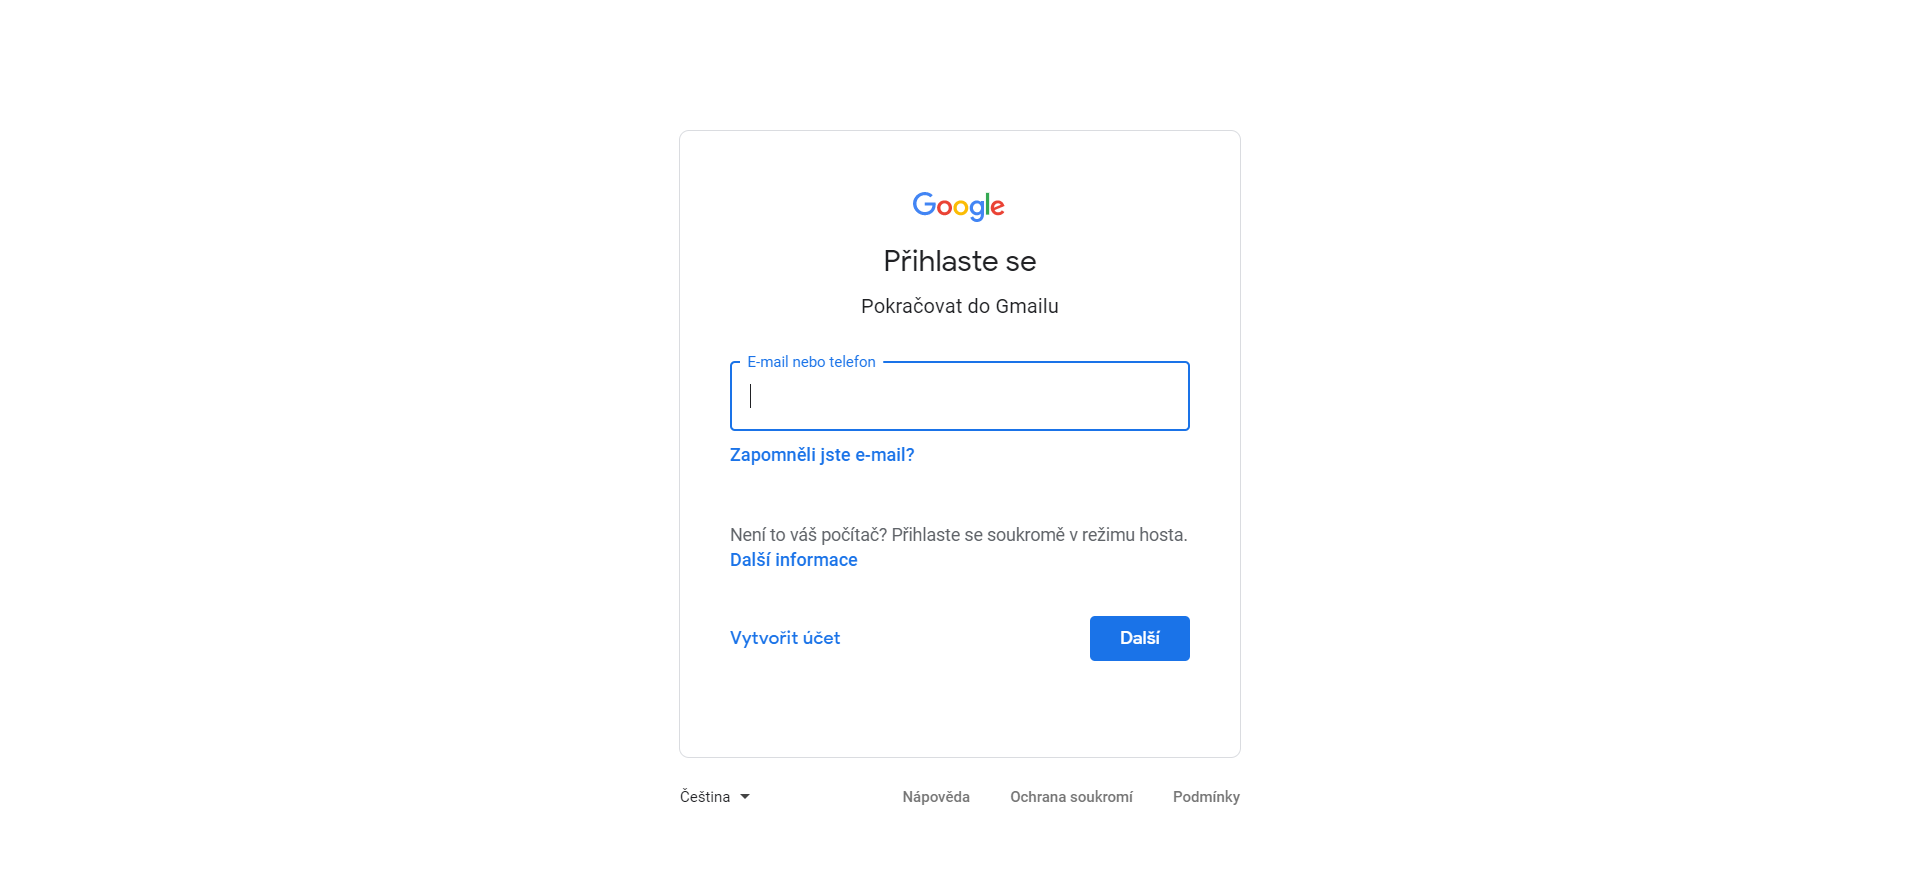 Google
Přihlaste se
Pokračovat do Gmailu
E-mail nebo telefon
Zapomněli jste e-mail?
Není to váš počítač? Přihlaste se soukromě v režimu hosta.
Další informace
Vytvořit účet
Další
Čeština
Nápověda
Ochrana soukromí
Podmínky